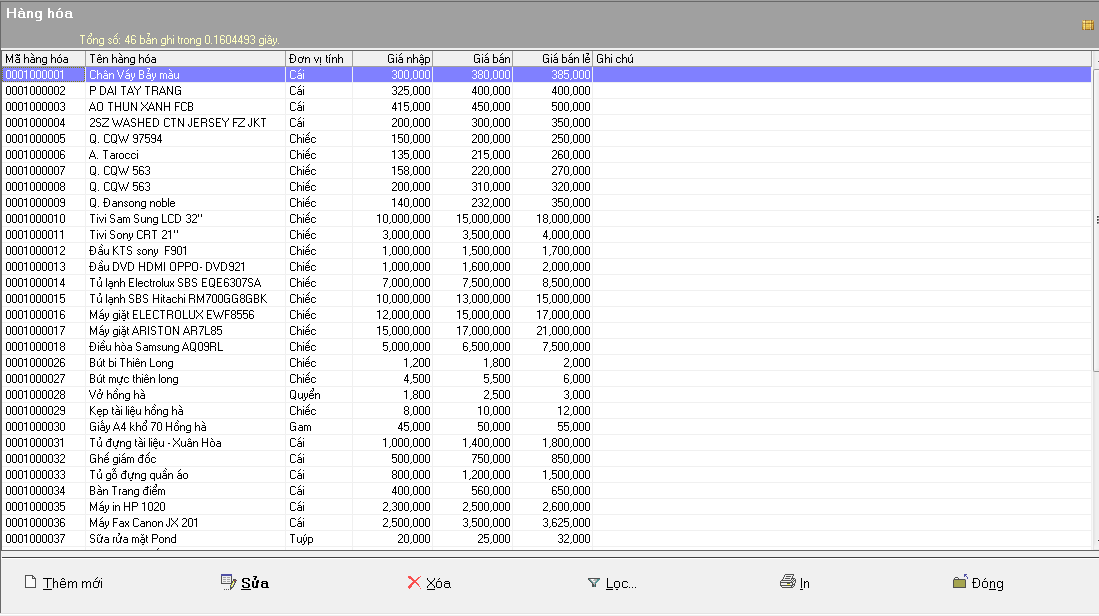 Hàng hóa
Tổng số: 46 bản ghi trong 0.1604493 giây.
Mã hàng hóa Tên hàng hóa Đơn vị tính Giá nhập Giá bán Giá bán lẻ Ghi chú
0001000001 Chân Váy Bảy màu Cái 300,000 380,000 385,000
0001000002 P DAI TAY TRANG Cái 325,000 400,000 400,000
0001000003 AO THUN XANH FCB Cái 415,000 450,000 500,000
0001000004 2SZ WASHED CTN JERSEY FZ JKT Cái 200,000 300,000 350,000
0001000005 Q. CQW 97594 Chiếc 150,000 200,000 250,000
0001000006 A. Tarocci Chiếc 135,000 215,000 260,000
0001000007 Q. CQW 563 Chiếc 158,000 220,000 270,000
0001000008 Q. CQW 563 Chiếc 200,000 310,000 320,000
0001000009 Q. Đansong noble Chiếc 140,000 232,000 350,000
0001000010 Tivi Sam Sung LCD 32" Chiếc 10,000,000 15,000,000 18,000,000
0001000011 Tivi Sony CRT 21" Chiếc 3,000,000 3,500,000 4,000,000
0001000012 Đầu KTS sony F901 Chiếc 1,000,000 1,500,000 1,700,000
0001000013 Đầu DVD HDMI OPPO- DVD921 Chiếc 1,000,000 1,600,000 2,000,000
0001000014 Tủ lạnh Electrolux SBS EQE6307SA Chiếc 7,000,000 7,500,000 8,500,000
0001000015 Tủ lạnh SBS Hitachi RM700GG8GBK Chiếc 10,000,000 13,000,000 15,000,000
0001000016 Máy giặt ELECTROLUX EWF8556 Chiếc 12,000,000 15,000,000 17,000,000
0001000017 Máy giặt ARISTON AR7L85 Chiếc 15,000,000 17,000,000 21,000,000
0001000018 Điều hòa Samsung AQ09RL Chiếc 5,000,000 6,500,000 7,500,000
0001000026 Bút bi Thiên Long Chiếc 1,200 1,800 2,000
0001000027 Bút mực thiên long Chiếc 4,500 5,500 6,000
0001000028 Vở hồng hà Quyển 1,800 2,500 3,000
0001000029 Kẹp tài liệu hồng hà Chiếc 8,000 10,000 12,000
0001000030 Giấy A4 khổ 70 Hồng hà Gam 45,000 50,000 55,000
0001000031 Tủ đựng tài liệu - Xuân Hòa Cái 1,000,000 1,400,000 1,800,000
0001000032 Ghế giám đốc Cái 500,000 750,000 850,000
0001000033 Tủ gỗ đựng quần áo Cái 800,000 1,200,000 1,500,000
0001000034 Bàn Trang điểm Cái 400,000 560,000 650,000
0001000035 Máy in HP 1020 Cái 2,300,000 2,500,000 2,600,000
0001000036 Máy Fax Canon JX 201 Cái 2,500,000 3,500,000 3,625,000
0001000037 Sữa rửa mặt Pond Tuýp 20,000 25,000 32,000
Thêm mới Sửa Xóa Lọc... In Đóng